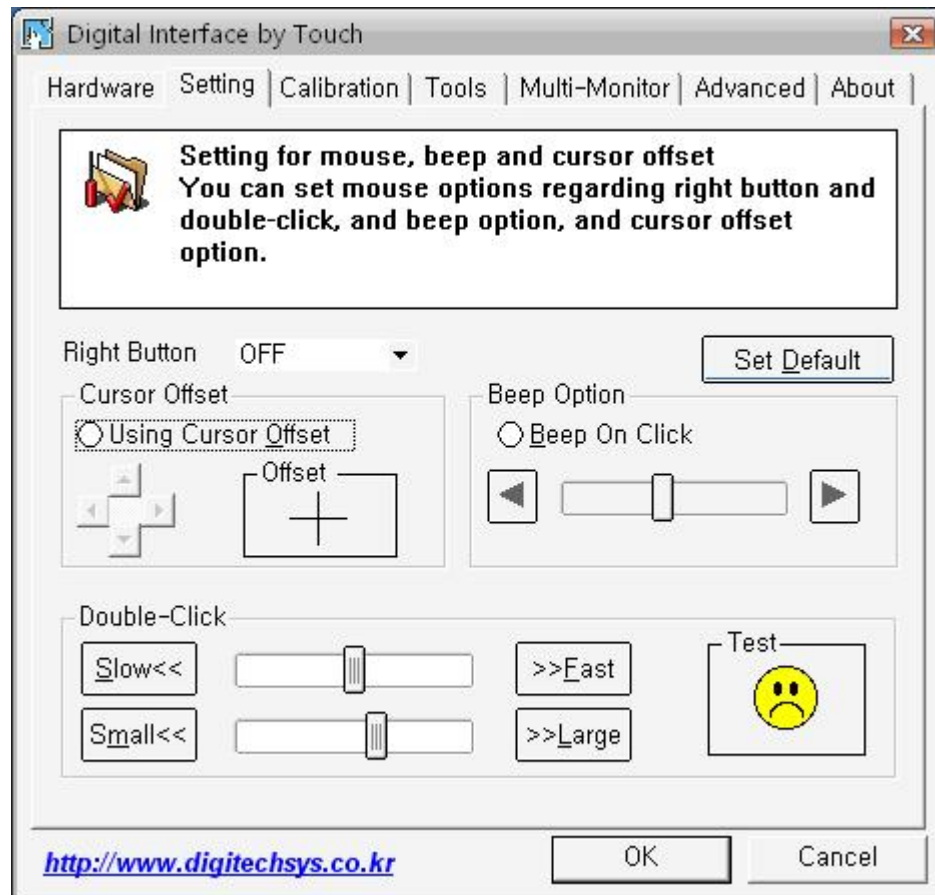 Digital Interface by Touch
Hardware Setting Calibration Tools Multi-Monitor Advanced About
Setting for mouse, beep and cursor offset
You can set mouse options regarding right button and
double-click, and beep option, and cursor offset
option.
Right Button OFF Set Default
Cursor Offset Beep Option
Using Cursor Offset Beep On Click
Offset
Double-Click
Slow<< >>Fast Test
Small<< >>Large
http://www.digitechsys.co.kr OK Cancel